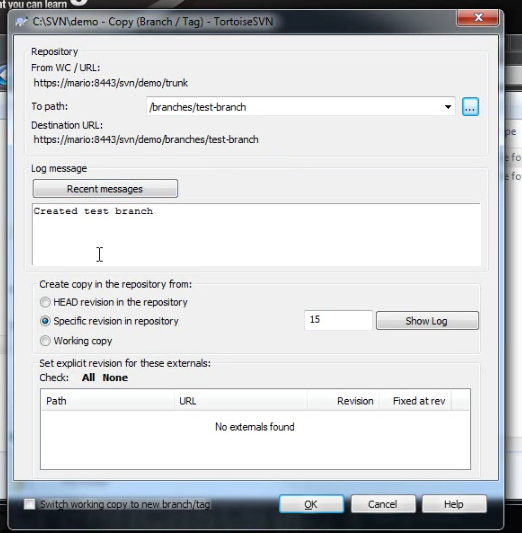 at you can learn
C:\SVN\demo - Copy (Branch / Tag) - TortoiseSVN
Repository
From WC / URL:
https://mario:8443/svn/demo/trunk
To path: /branches/test-branch ...
Destination URL:
https://mario:8443/svn/demo/branches/test-branch
Log message
Recent messages
Created test branch
Create copy in the repository from:
HEAD revision in the repository
Specific revision in repository 15 Show Log
Working copy
Set explicit revision for these externals:
Check: All None
Path URL Revision Fixed at rev
No externals found
Switch working copy to new branch/tag OK Cancel Help